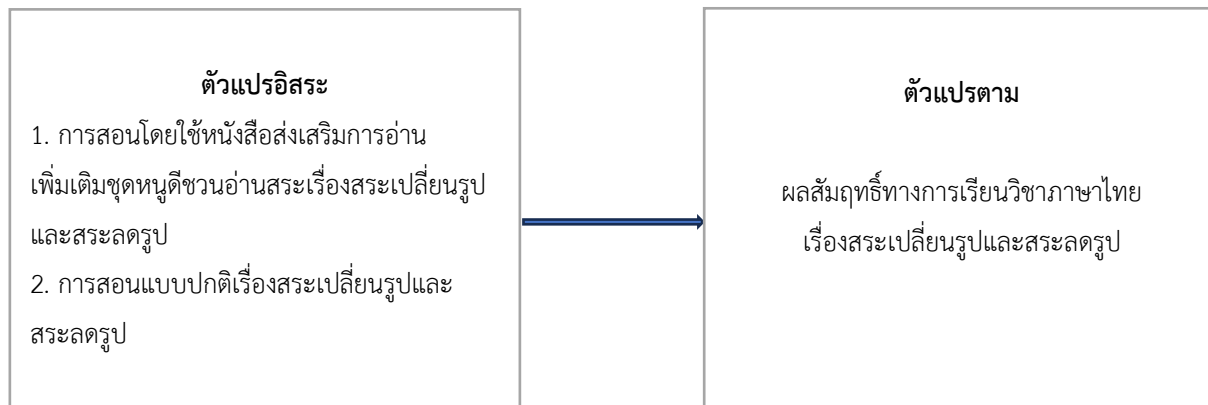 ตัวแปรอิสระ
1. การสอนโดยใช้หนังสือส่งเสริมการอ่าน
เพิ่มเติมชุดหนูดีชวนอ่านสระเรื่องสระเปลี่ยนรูป
และสระลดรูป
2. การสอนแบบปกติเรื่องสระเปลี่ยนรูปและ
สระลดรูป
ตัวแปรตาม
ผลสัมฤทธิ์ทางการเรียนวิชาภาษาไทย
เรื่องสระเปลี่ยนรูปและสระลดรูป